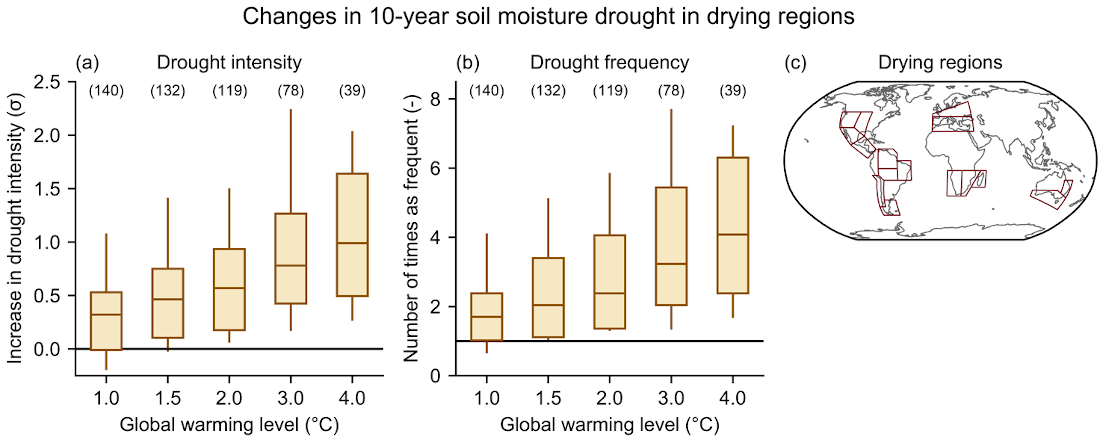 Changes in 10-year soil moisture drought in drying regions
(a) Drought intensity
(140) (132) (119) (78) (39)
2.5
2.0
1.5
1.0
0.5
0.0
Increase in drought intensity (σ)
1.0 1.5 2.0 3.0 4.0
Global warming level (°C)
(b) Drought frequency
(140) (132) (119) (78) (39)
8
6
4
2
0
Number of times as frequent (-)
1.0 1.5 2.0 3.0 4.0
Global warming level (°C)
(c) Drying regions